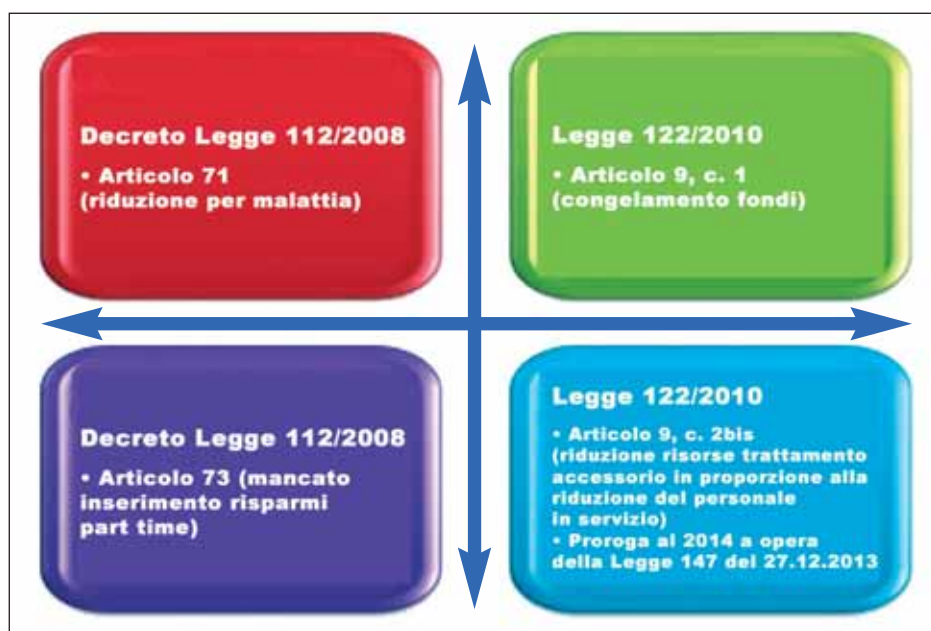 Decreto Legge 112/2008
• Articolo 71
(riduzione per malattia)
Legge 122/2010
• Articolo 9, c. 1
(congelamento fondi)
Decreto Legge 112/2008
• Articolo 73 (mancato
inserimento risparmi
part time)
Legge 122/2010
• Articolo 9, c. 2bis
(riduzione risorse trattamento
accessorio in proporzione alla
riduzione del personale
in servizio)
• Proroga al 2014 a opera
della Legge 147 del 27.12.2013